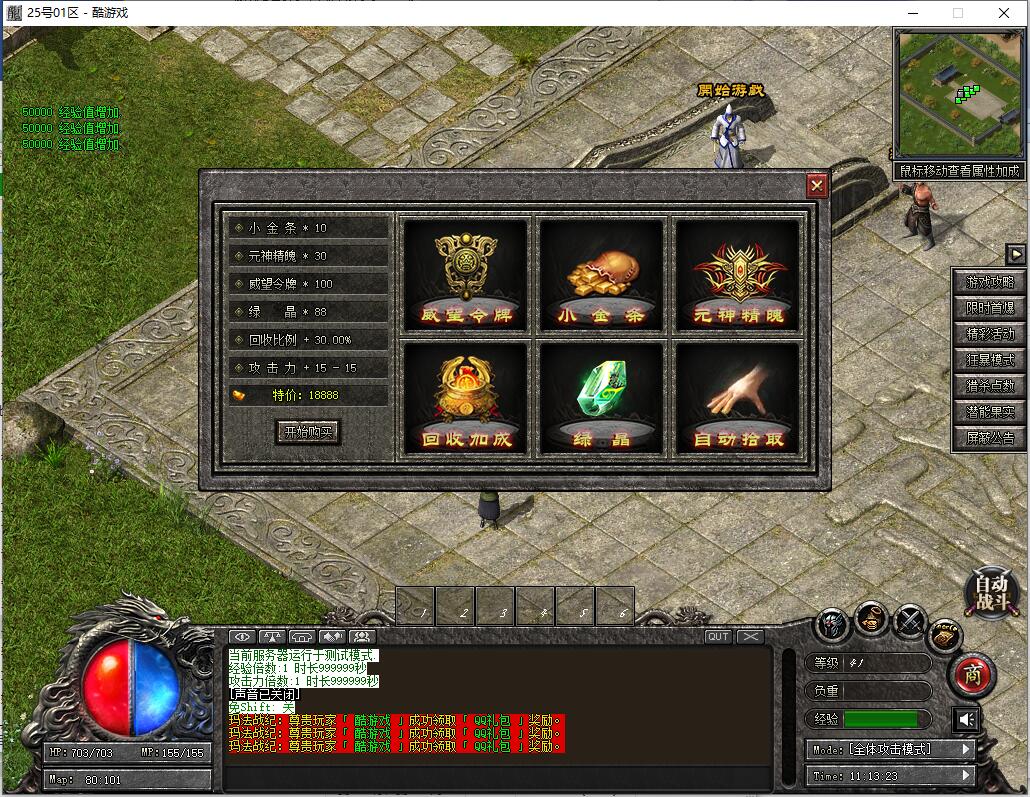 25号01区 - 酷游戏
開始游戲
50000 经验值增加.
50000 经验值增加.
50000 经验值增加.
鼠标移动查看属性加成
小 金 条 * 10
元神精魄 * 30
威望令牌 * 100
绿 晶 * 88
回收比例 + 30.00%
攻 击 力 + 15 - 15
特价: 18888
开始购买
威望令牌
小 金 条
元神精魄
回收加成
绿 晶
自动拾取
游戏攻略
限时首爆
精彩活动
狂暴模式
猎杀点数
潜能果实
屏蔽公告
1 2 3 4 5 6
自动
战斗
OUT
当前服务器运行于测试模式.
经验倍数:1 时长999999秒
攻击力倍数:1 时长999999秒
[声音已关闭]
免Shift: 关
玛法战纪: 尊贵玩家「 酷游戏 」成功领取「 QQ礼包 」奖励。
玛法战纪: 尊贵玩家「 酷游戏 」成功领取「 QQ礼包 」奖励。
玛法战纪: 尊贵玩家「 酷游戏 」成功领取「 QQ礼包 」奖励。
等级 41
负重
经验
商
HP: 703/703 MP: 155/155
Map: 80:101
Mode: [全体攻击模式]
Time: 11:13:23